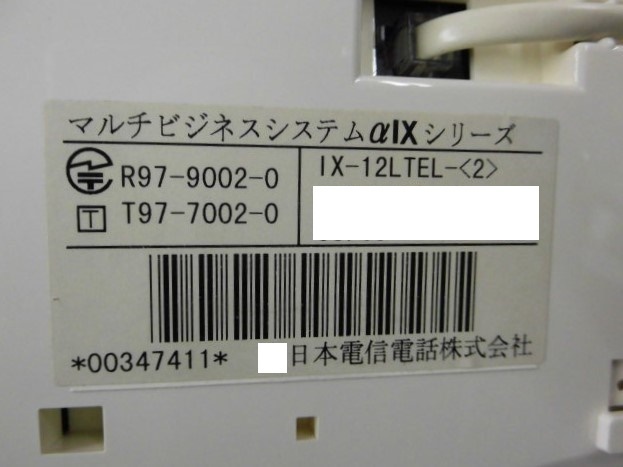 マルチビジネスシステムαIXシリーズ
R97-9002-0
T T97-7002-0
IX-12LTEL-<2>
*00347411*
日本電信電話株式会社